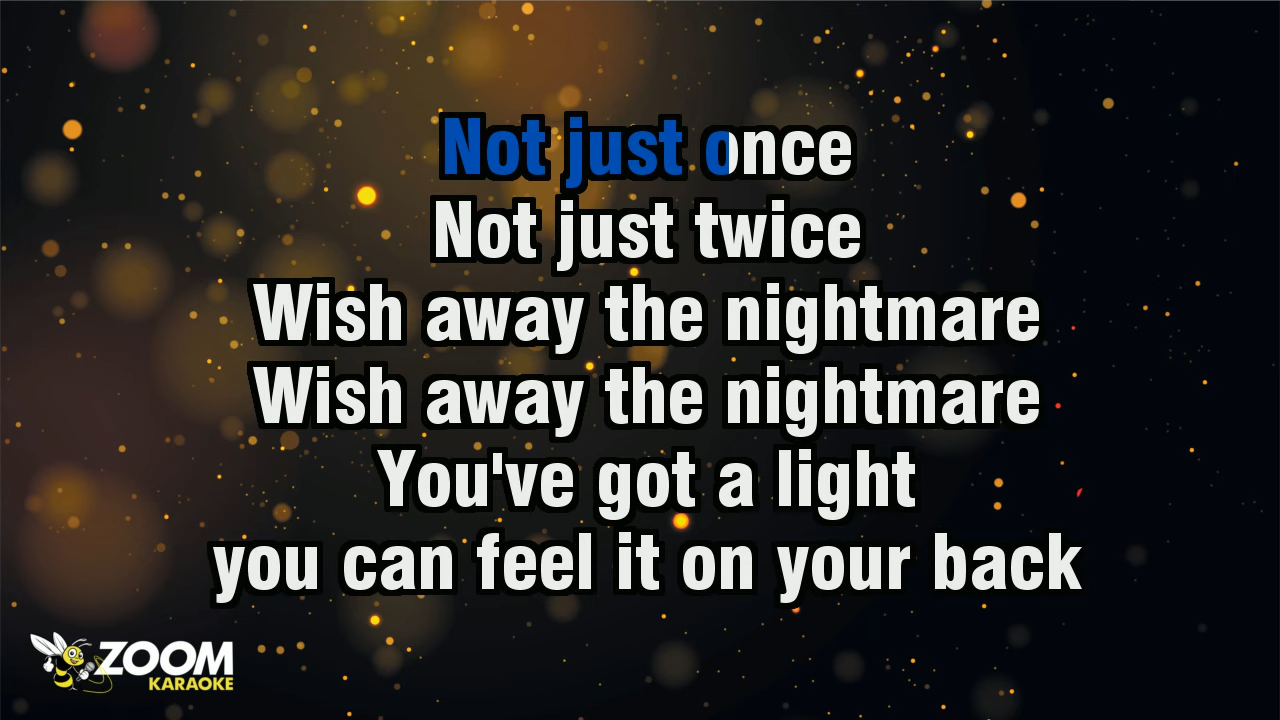 Not just once
Not just twice
Wish away the nightmare
Wish away the nightmare
You've got a light
you can feel it on your back
ZOOM
KARAOKE